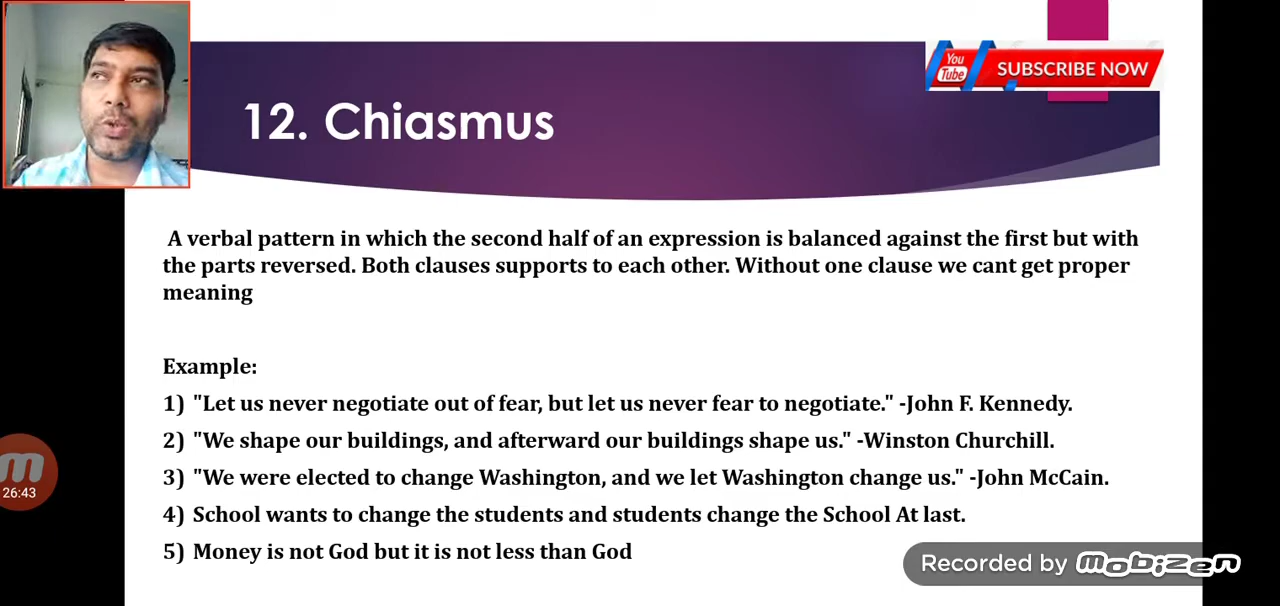 You
Tube
SUBSCRIBE NOW
12. Chiasmus
A verbal pattern in which the second half of an expression is balanced against the first but with
the parts reversed. Both clauses supports to each other. Without one clause we cant get proper
meaning
Example:
1) "Let us never negotiate out of fear, but let us never fear to negotiate." -John F. Kennedy.
2) "We shape our buildings, and afterward our buildings shape us." -Winston Churchill.
3) "We were elected to change Washington, and we let Washington change us." -John McCain.
26:43
4) School wants to change the students and students change the School At last.
5) Money is not God but it is not less than God
Recorded by mobizen